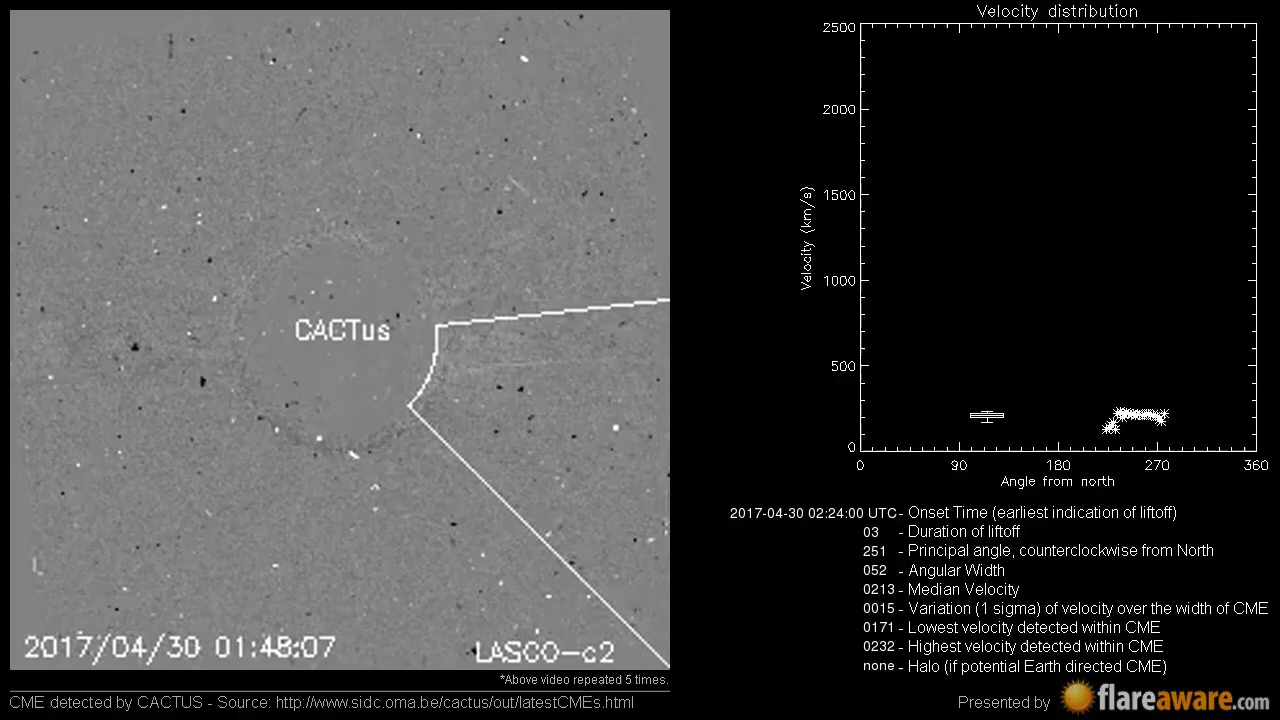 Velocity distribution
2500
2000
1500
1000
500
0
Velocity (km/s)
0 90 180 270 360
Angle from north
CACTus
2017/04/30 01:48:07
LASCO-c2
*Above video repeated 5 times.
2017-04-30 02:24:00 UTC - Onset Time (earliest indication of liftoff)
03 - Duration of liftoff
251 - Principal angle, counterclockwise from North
052 - Angular Width
0213 - Median Velocity
0015 - Variation (1 sigma) of velocity over the width of CME
0171 - Lowest velocity detected within CME
0232 - Highest velocity detected within CME
none - Halo (if potential Earth directed CME)
CME detected by CACTUS - Source: http://www.sidc.oma.be/cactus/out/latestCMEs.html
Presented by flareaware.com